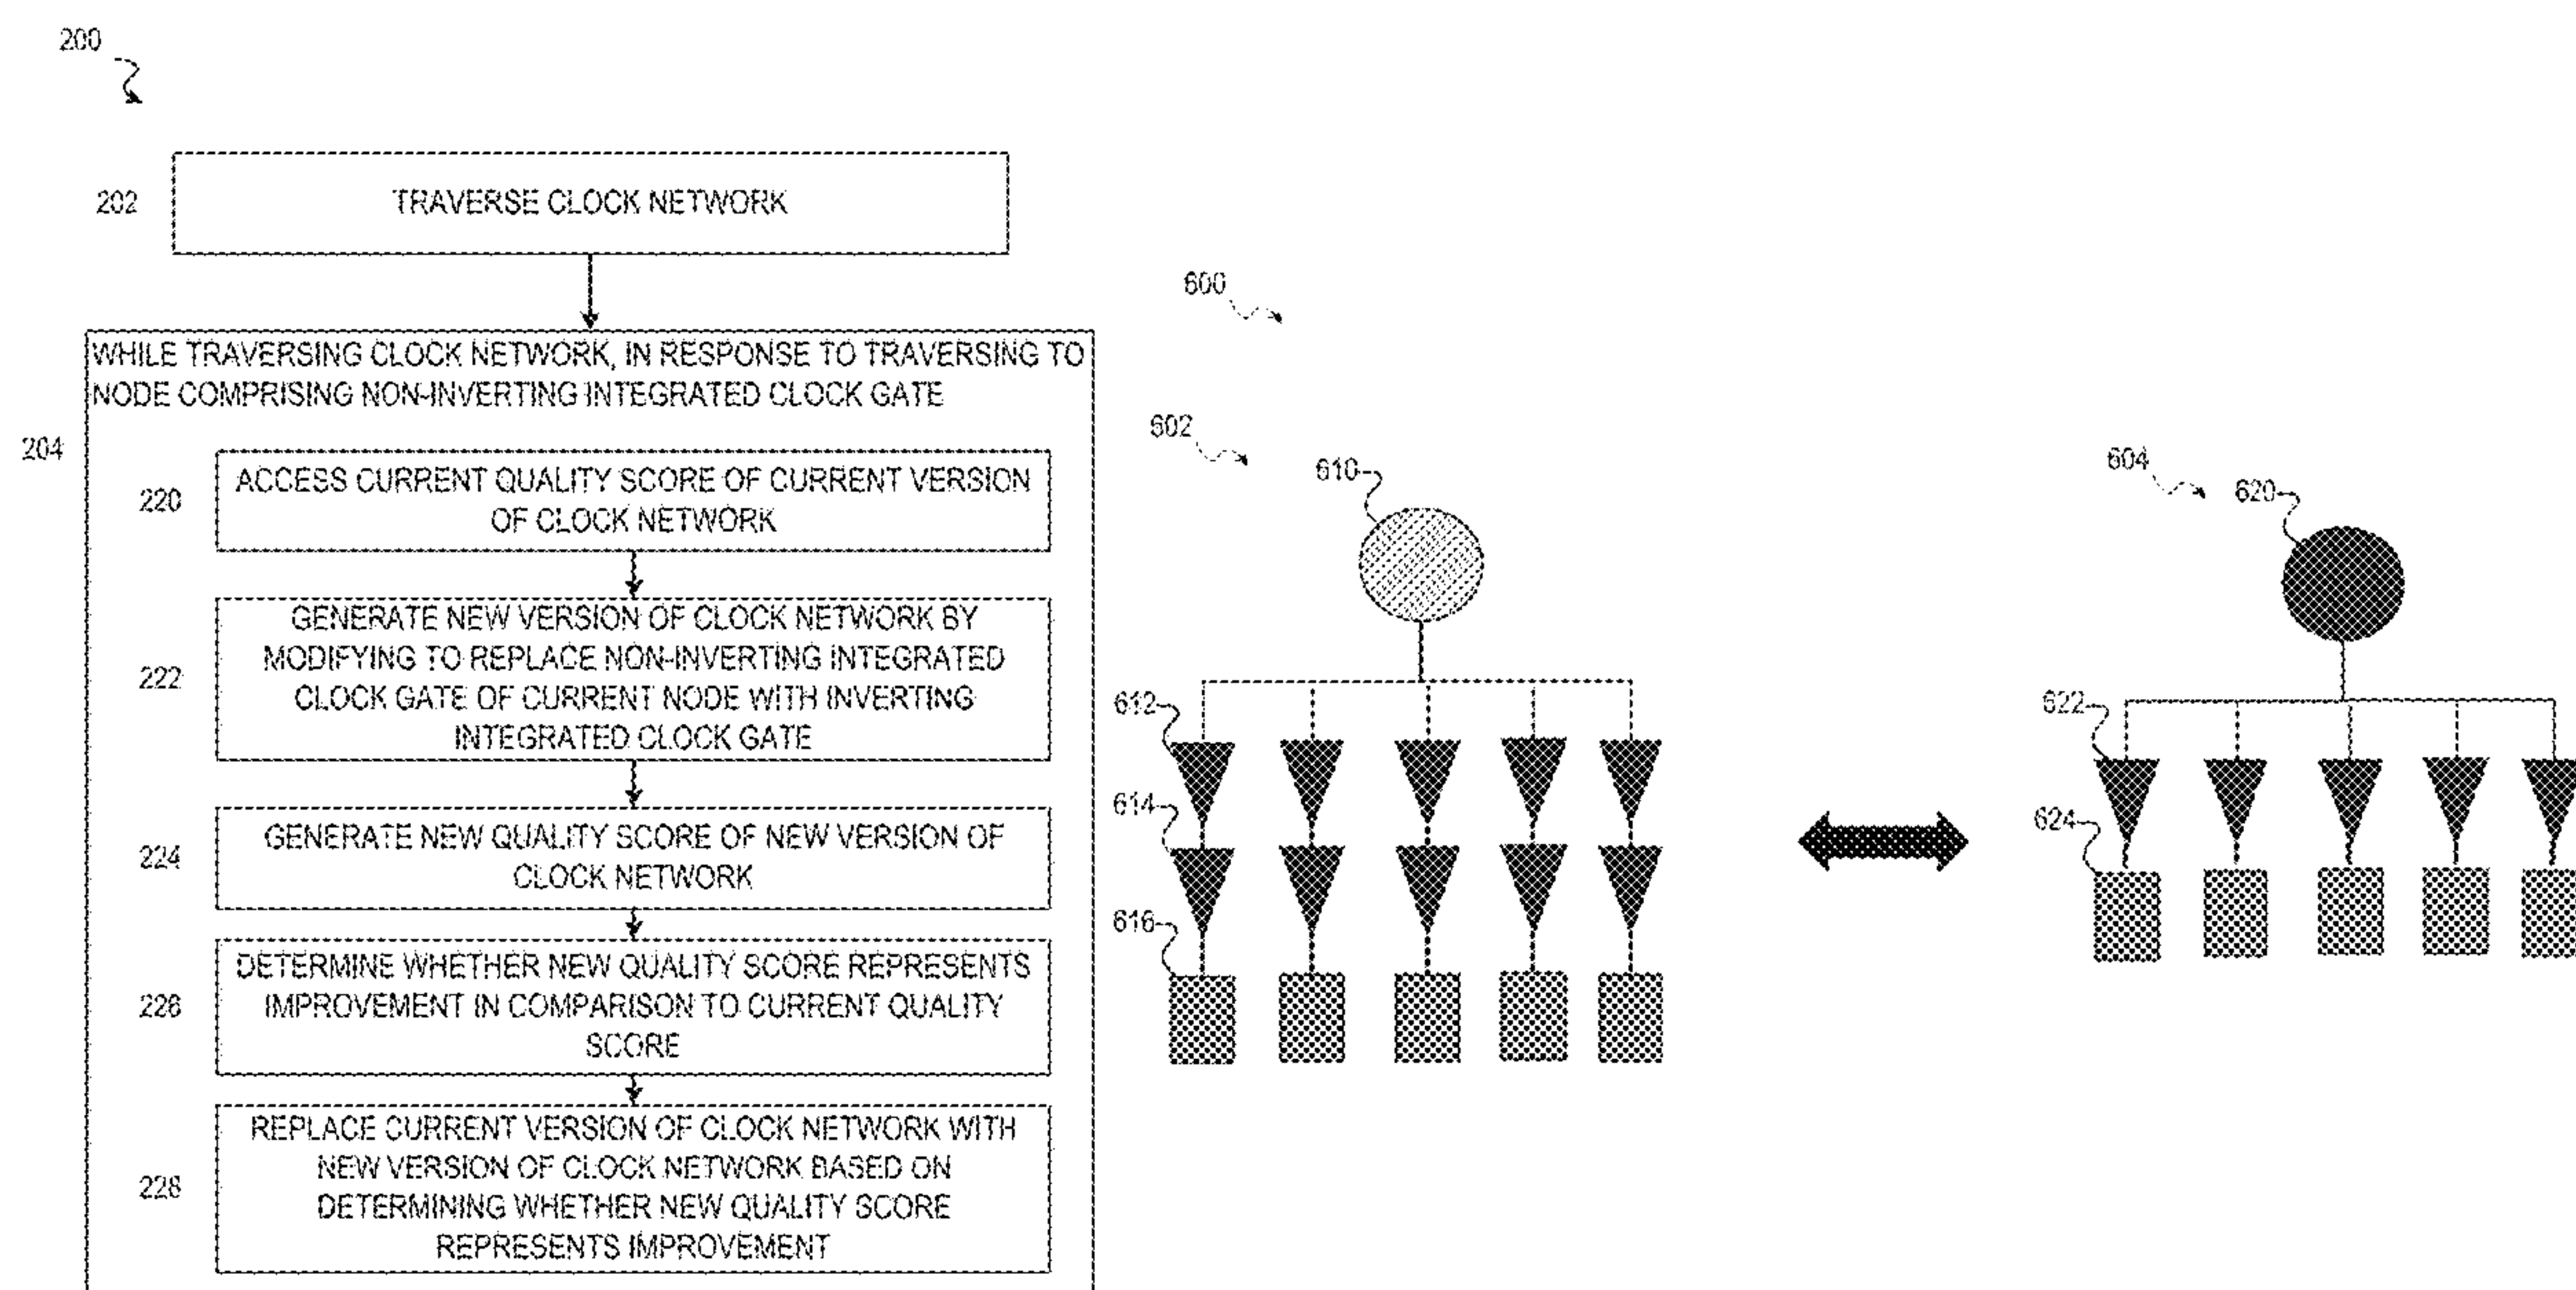 200
202
TRAVERSE CLOCK NETWORK
204
WHILE TRAVERSING CLOCK NETWORK, IN RESPONSE TO TRAVERSING TO
NODE COMPRISING NON-INVERTING INTEGRATED CLOCK GATE
220
ACCESS CURRENT QUALITY SCORE OF CURRENT VERSION
OF CLOCK NETWORK
222
GENERATE NEW VERSION OF CLOCK NETWORK BY
MODIFYING TO REPLACE NON-INVERTING INTEGRATED
CLOCK GATE OF CURRENT NODE WITH INVERTING
INTEGRATED CLOCK GATE
224
GENERATE NEW QUALITY SCORE OF NEW VERSION OF
CLOCK NETWORK
226
DETERMINE WHETHER NEW QUALITY SCORE REPRESENTS
IMPROVEMENT IN COMPARISON TO CURRENT QUALITY
SCORE
228
REPLACE CURRENT VERSION OF CLOCK NETWORK WITH
NEW VERSION OF CLOCK NETWORK BASED ON
DETERMINING WHETHER NEW QUALITY SCORE
REPRESENTS IMPROVEMENT
600
602
610
612
614
616
604
620
622
624